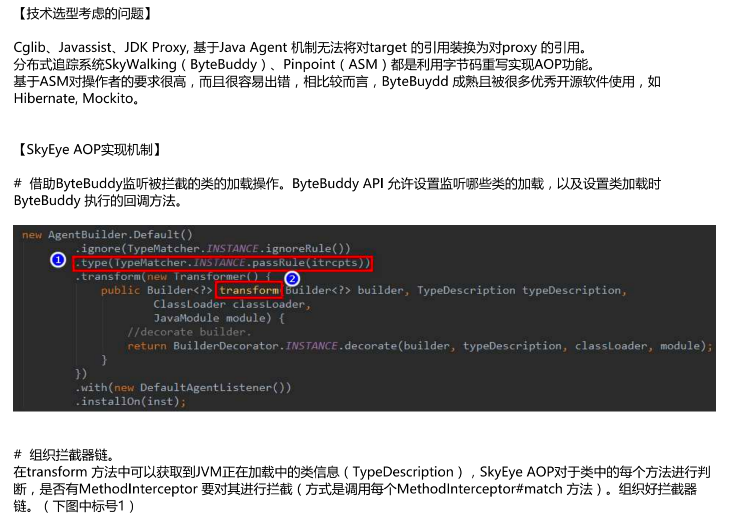 【技术选型考虑的问题】
Cglib、Javassist、JDK Proxy, 基于Java Agent 机制无法将对target 的引用装换为对proxy 的引用。
分布式追踪系统SkyWalking（ByteBuddy）、Pinpoint（ASM）都是利用字节码重写实现AOP功能。
基于ASM对操作者的要求很高，而且很容易出错，相比较而言，ByteBuydd 成熟且被很多优秀开源软件使用，如
Hibernate, Mockito。
【SkyEye AOP实现机制】
# 借助ByteBuddy监听被拦截的类的加载操作。ByteBuddy API 允许设置监听哪些类的加载，以及设置类加载时
ByteBuddy 执行的回调方法。
new AgentBuilder.Default()
.ignore(TypeMatcher.INSTANCE.ignoreRule())
1 .type(TypeMatcher.INSTANCE.passRule(itrcpts))
.transform(new Transformer() { 2
public Builder<?> transform(Builder<?> builder, TypeDescription typeDescription,
ClassLoader classLoader,
JavaModule module) {
//decorate builder.
return BuilderDecorator.INSTANCE.decorate(builder, typeDescription, classLoader, module);
}
})
.with(new DefaultAgentListener())
.installOn(inst);
# 组织拦截器链。
在transform 方法中可以获取到JVM正在加载中的类信息（TypeDescription），SkyEye AOP对于类中的每个方法进行判
断，是否有MethodInterceptor 要对其进行拦截（方式是调用每个MethodInterceptor#match 方法）。组织好拦截器
链。（下图中标号1）